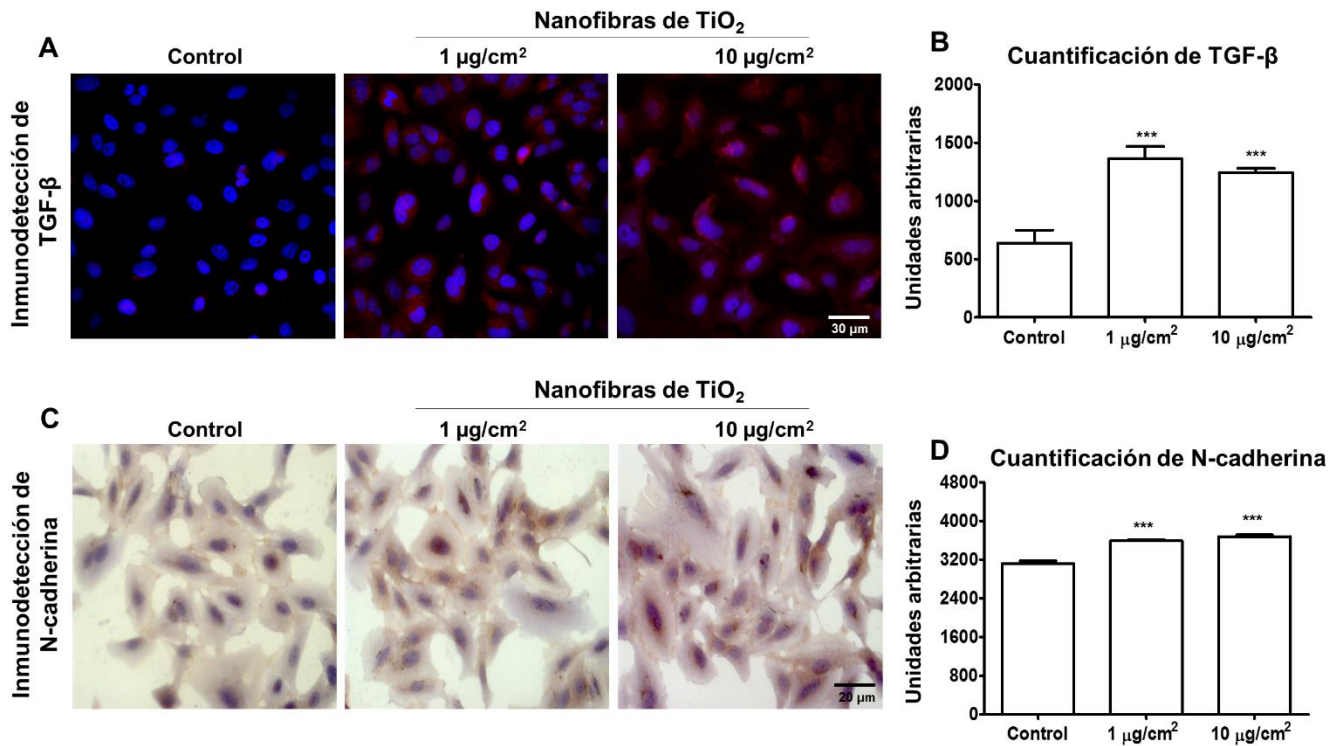 Nanofibras de TiO₂
A
Control
1 µg/cm²
10 µg/cm²
Inmunodetección de
TGF-β
30 µm
B
Cuantificación de TGF-β
Unidades arbitrarias
2000
1500
1000
500
0
***
***
Control
1 µg/cm²
10 µg/cm²
Nanofibras de TiO₂
C
Control
1 µg/cm²
10 µg/cm²
Inmunodetección de
N-cadherina
20 µm
D
Cuantificación de N-cadherina
Unidades arbitrarias
4800
4000
3200
2400
1600
800
0
***
***
Control
1 µg/cm²
10 µg/cm²